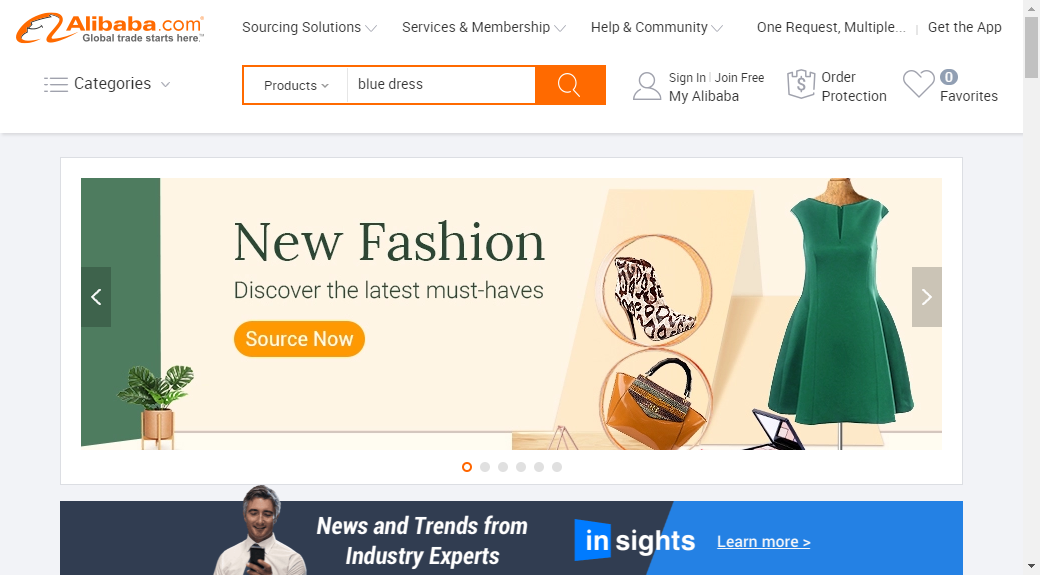 Alibaba.com
Global trade starts here.™
Sourcing Solutions
Services & Membership
Help & Community
One Request, Multiple...
Get the App
Categories
Products
blue dress
Sign In
Join Free
My Alibaba
Order
Protection
0
Favorites
New Fashion
Discover the latest must-haves
Source Now
News and Trends from
Industry Experts
in sights
Learn more >